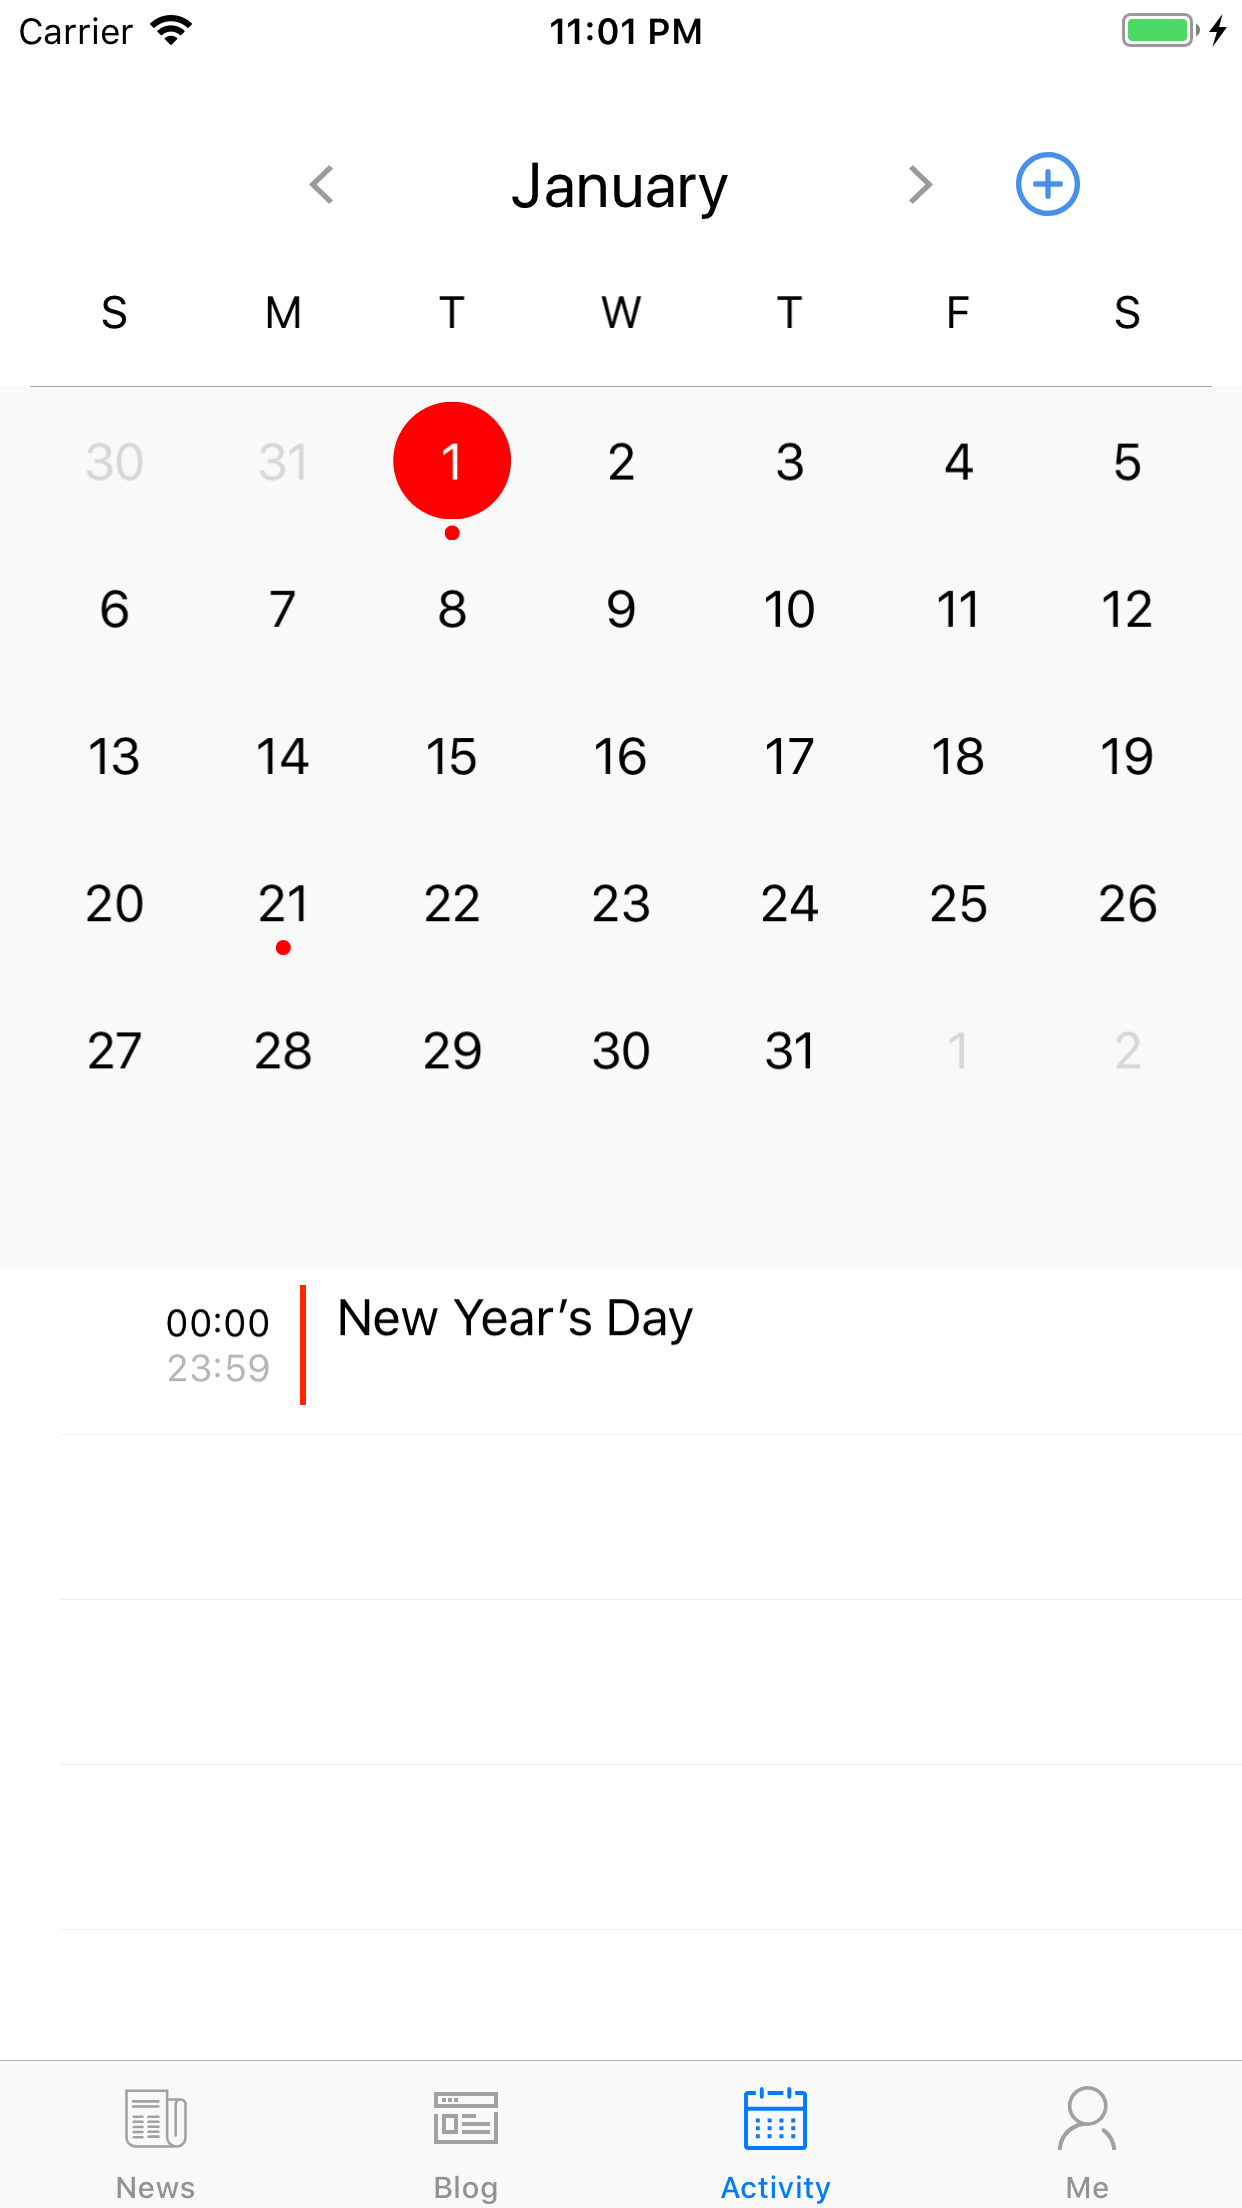 Carrier 11:01 PM
January
S M T W T F S
30 31 1 2 3 4 5
6 7 8 9 10 11 12
13 14 15 16 17 18 19
20 21 22 23 24 25 26
27 28 29 30 31 1 2
00:00 New Year’s Day
23:59
News Blog Activity Me